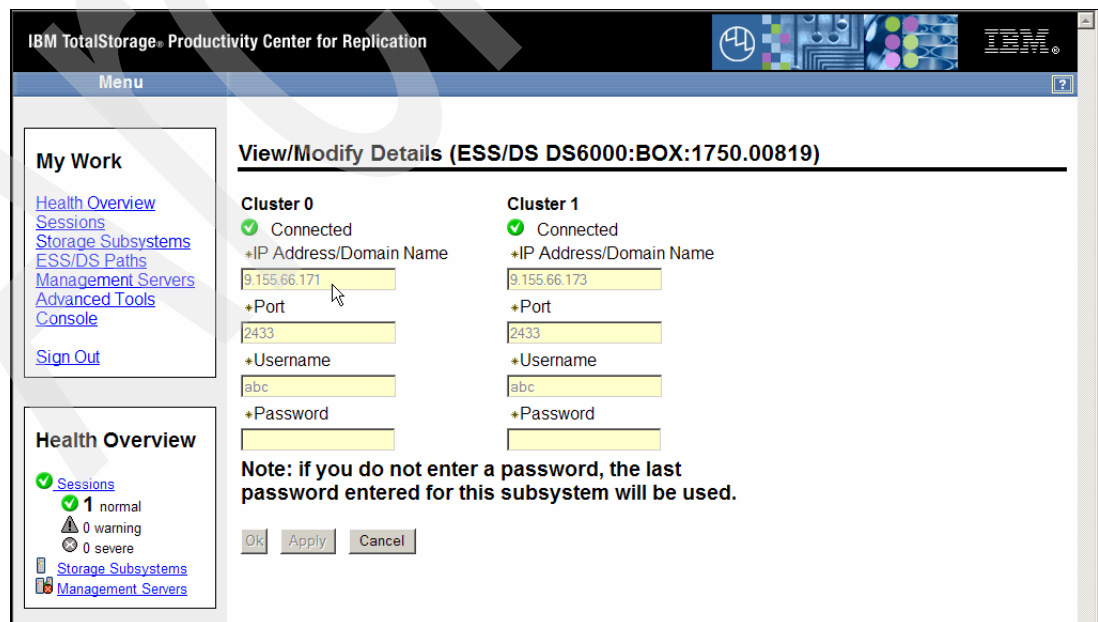 IBM TotalStorage® Productivity Center for Replication
IBM®
Menu
?
My Work
Health Overview
Sessions
Storage Subsystems
ESS/DS Paths
Management Servers
Advanced Tools
Console
Sign Out
Health Overview
Sessions
1 normal
0 warning
0 severe
Storage Subsystems
Management Servers
View/Modify Details (ESS/DS DS6000:BOX:1750.00819)
Cluster 0
Connected
*IP Address/Domain Name
9.155.66.171
*Port
2433
*Username
abc
*Password
Cluster 1
Connected
*IP Address/Domain Name
9.155.66.173
*Port
2433
*Username
abc
*Password
Note: if you do not enter a password, the last
password entered for this subsystem will be used.
Ok Apply Cancel